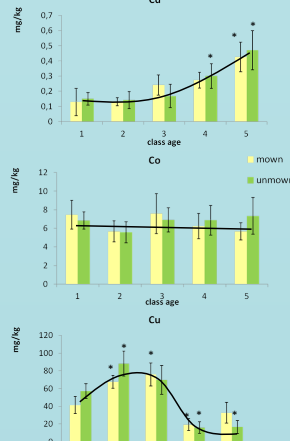 Cd
mg/kg
0,7
0,6
0,5
0,4
0,3
0,2
0,1
0
1 2 3 4 5
class age
* * *
Co
mg/kg
mown
unmown
12
10
8
6
4
2
0
1 2 3 4 5
class age
Cu
mg/kg
120
100
80
60
40
20
0
* * * * * *